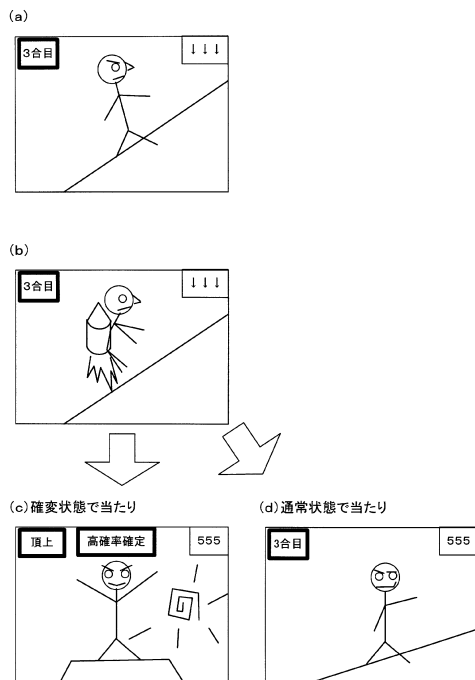 (a)
3合目 ↓↓↓
(b)
3合目 ↓↓↓
(c)確変状態で当たり
(d)通常状態で当たり
頂上 高確率確定 555
3合目 555